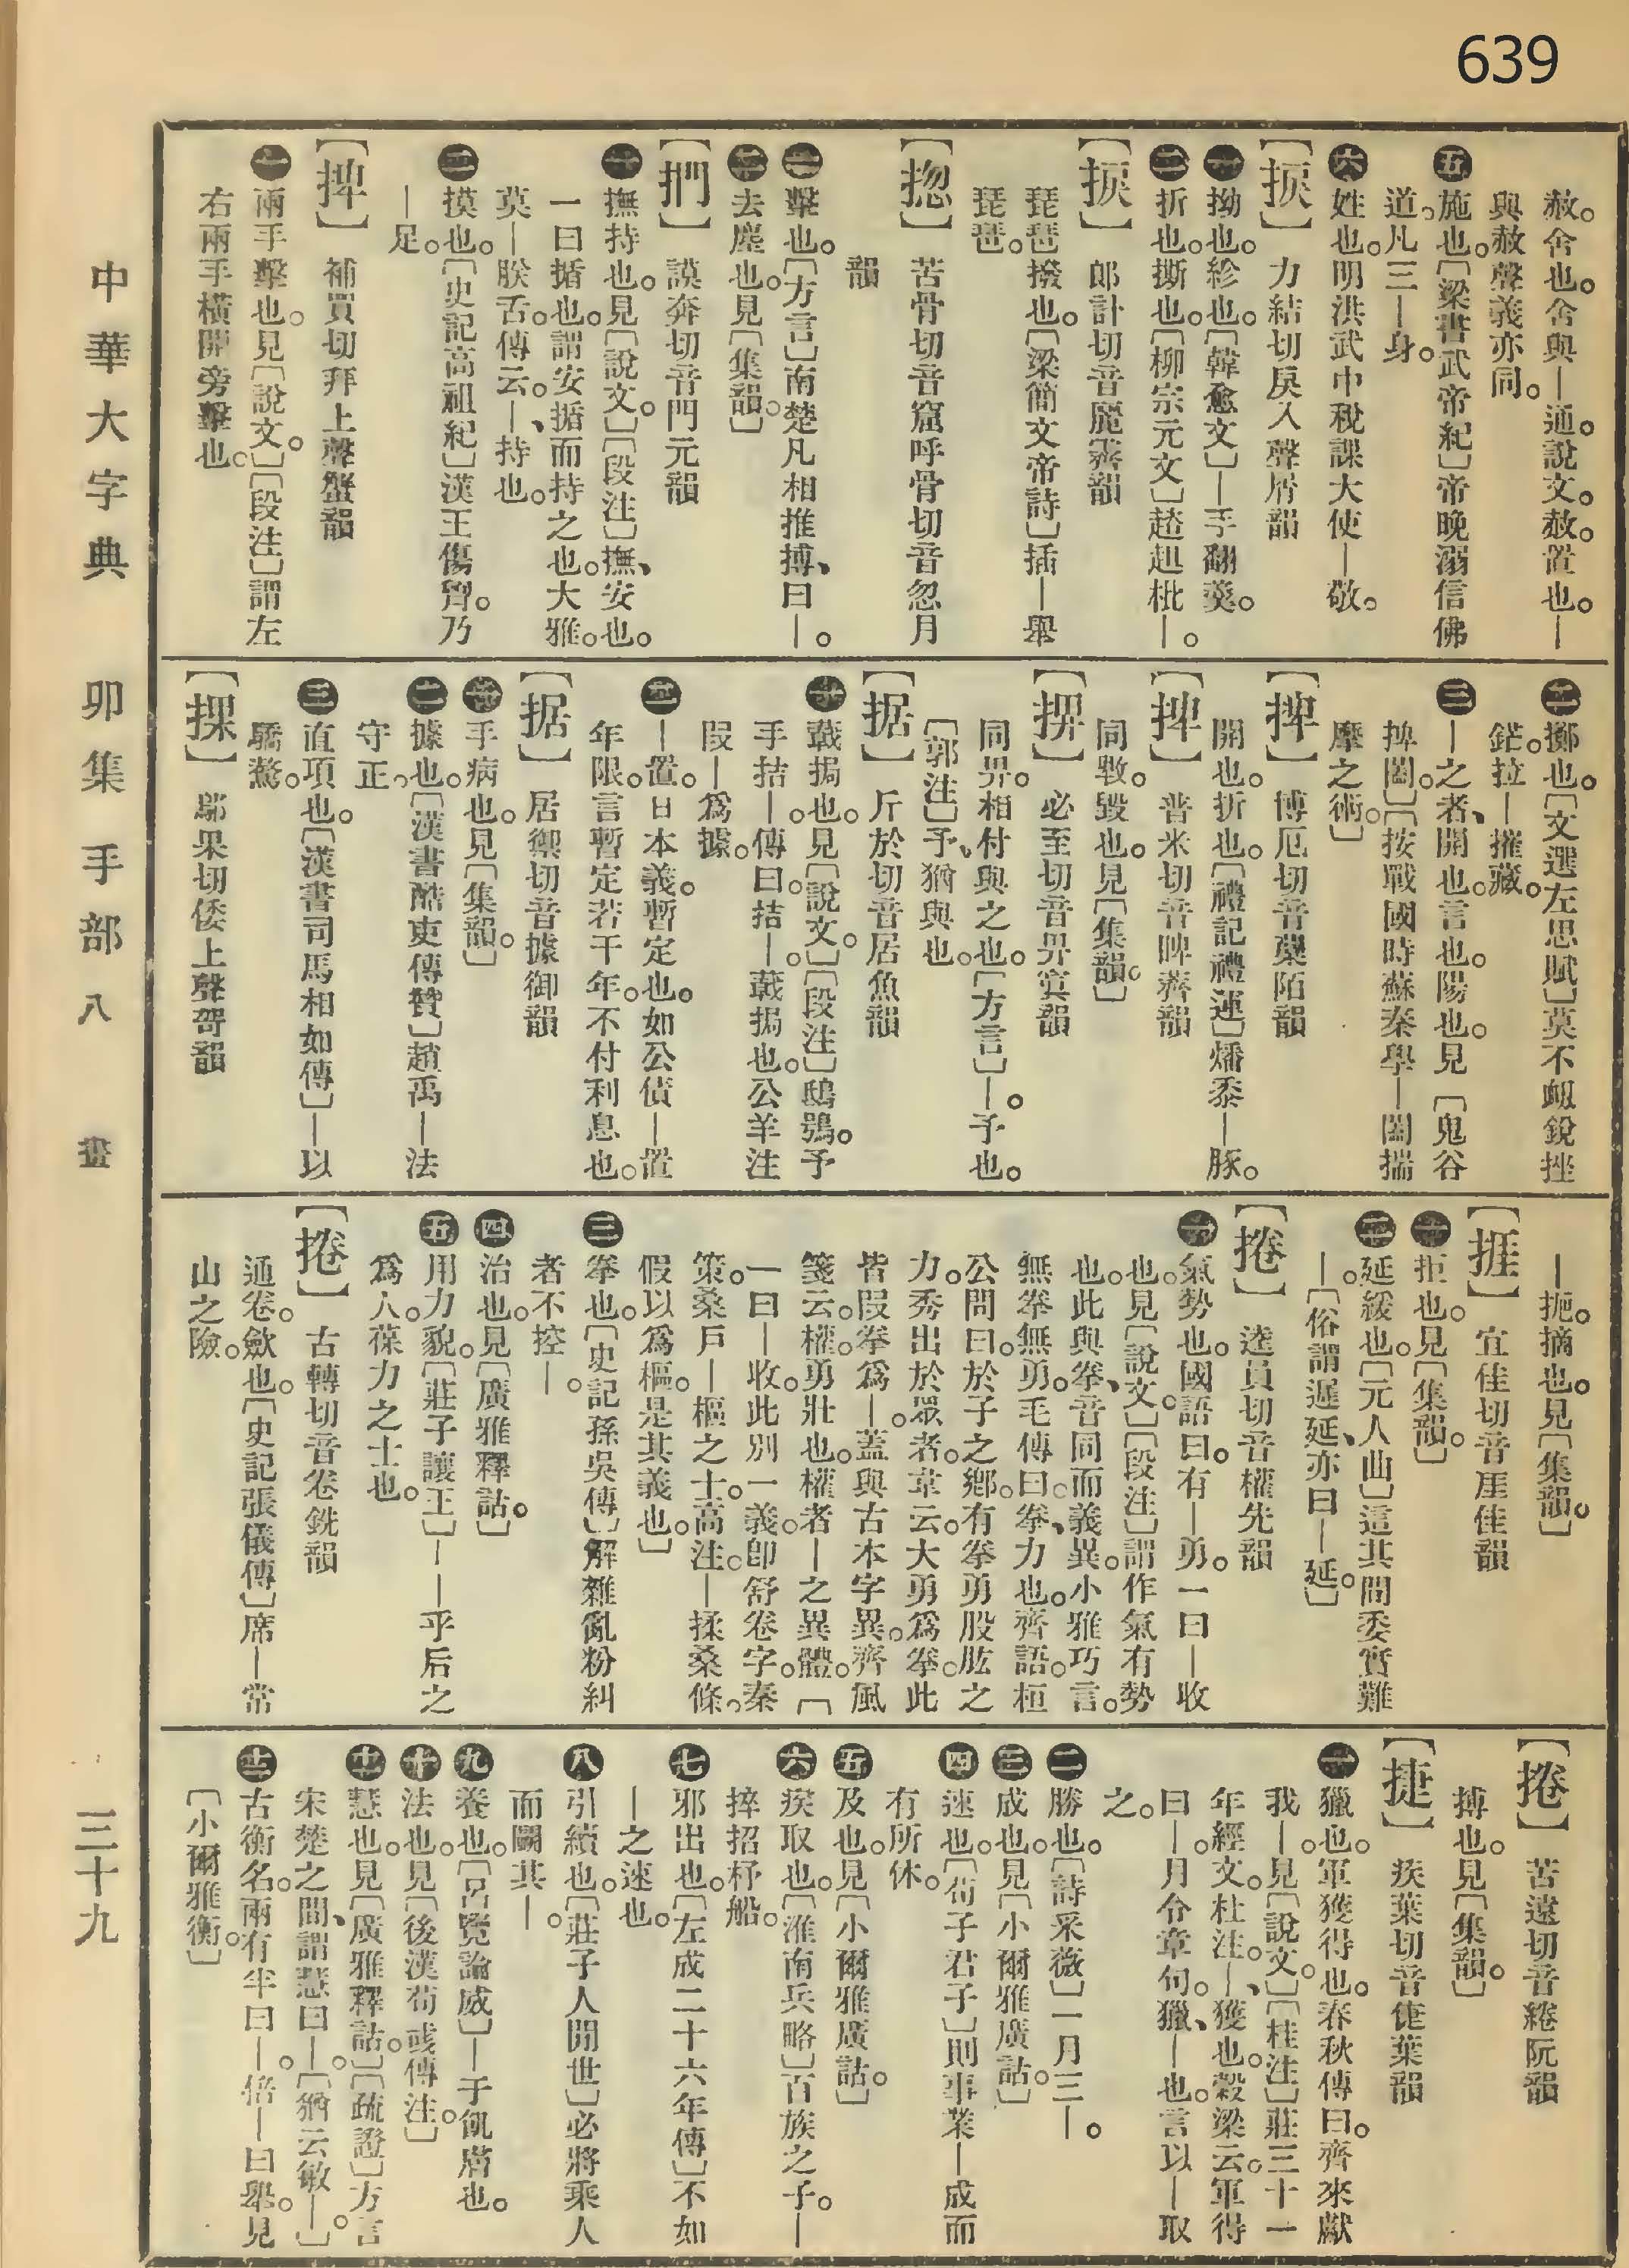 639
赦。舍也。舍與—通。說文。赦。置也。—
與赦聲義亦同。
五 施也。〔梁書武帝紀〕帝晚溺信佛
道。凡三—身。
六 姓也。明洪武中稅課大使—敬。
【捩】 力結切音戾入聲屑韻
一 拗也。紾也。〔韓愈文〕—手翻羹。
二 折也。撕也。〔柳宗元文〕趑趄枇—。
【捩】 郎計切音麗霽韻
琵琶撥也。〔梁簡文帝詩〕插—舉
琵琶。
【揔】 苦骨切音窟呼骨切音忽月
韻
一 擊也。〔方言〕南楚凡相推搏、曰—。
二 去塵也。見〔集韻。〕
【捫】 謨奔切音門元韻
一 撫持也。見〔說文。〕〔段注〕撫、安也。
一曰揗也。謂安揗而持之也。大雅。
莫—朕舌。傳云。—、持也。
二 摸也。〔史記高祖紀〕漢王傷胷。乃
—足。
【捭】 補買切拜上聲蟹韻
一 兩手擊也。見〔說文。〕〔段注〕謂左
右兩手橫開旁擊也。
二 擲也。〔文選左思賦〕莫不衂銳挫
鋩。拉—摧藏。
三 —之者、開也。言也。陽也。見〔鬼谷
捭闔。〕〔按戰國時蘇秦學—闔揣
摩之術。〕
【捭】 博厄切音櫱陌韻
開也。折也。〔禮記禮運〕燔黍—豚。
【捭】 普米切音睥薺韻
同𣪠。毀也。見〔集韻。〕
【㨐】 必至切音畀寘韻
同畀。相付與之也。〔方言〕—。予也。
〔郭注〕予、猶與也。
【据】 斤於切音居魚韻
一 戟挶也。見〔說文。〕〔段注〕鴟鴞。予
手拮—。傳曰。拮—。戟挶也。公羊注
叚—爲據。
二 —置。日本義。暫定也。如公債—置
年限。言暫定若干年。不付利息也。
【据】 居禦切音據御韻
一 手病也。見〔集韻。〕
二 據也。〔漢書酷吏傳贊〕趙禹—法
守正。
三 直項也。〔漢書司馬相如傳〕—以
驕驁。
【捰】 鄔果切倭上聲哿韻
—扼。摘也。見〔集韻。〕
【捱】 宜佳切音厓佳韻
一 拒也。見〔集韻。〕
二 延緩也。〔元人曲〕這其間委實難
—。〔俗謂遲延、亦曰—延。〕
【捲】 逵員切音權先韻
一 氣勢也。國語曰。有—勇。一曰—收
也。見〔說文。〕〔段注〕謂作氣有勢
也。此與拳、音同而義異。小雅巧言。
無拳無勇。毛傳曰。拳、力也。齊語。桓
公問曰。於子之鄉。有拳勇股肱之
力。秀出於眾者。韋云。大勇爲拳。此
皆叚拳爲—。蓋與古本字異。齊風
箋云。權。勇壯也。權者—之異體。〔
一曰—收。此別一義。卽舒卷字。秦
策。桑戶—樞之士。高注。—揉桑條。
假以爲樞。是其義也。〕
三 拳也。〔史記孫吳傳〕解雜亂粉糾
者不控—。
四 治也。見〔廣雅釋詁。〕
五 用力貌。〔莊子讓王〕——乎后之
爲人。葆力之士也。
【捲】 古轉切音卷銑韻
通卷。斂也。〔史記張儀傳〕席—常
山之險。
【捲】 苦遠切音綣阮韻
搏也。見〔集韻。〕
【捷】 疾葉切音倢葉韻
一 獵也。軍獲得也。春秋傳曰。齊來獻
我—。見〔說文。〕〔桂注〕莊三十一
年經文。杜注。—、獲也。穀梁云。軍得
曰—。月令章句。獵、—也。言以—取
之。
二 勝也。〔詩采薇〕一月三—。
三 成也。見〔小爾雅廣詁。〕
四 速也。〔荀子君子〕則事業—成而
有所休。
五 及也。見〔小爾雅廣詁。〕
六 疾取也。〔淮南兵略〕百族之子。—
捽招杼船。
七 邪出也。〔左成二十六年傳〕不如
—之速也。
八 引續也。〔莊子人閒世〕必將乘人
而鬭其—。
九 養也。〔呂覽論威〕—于飢膺也。
十 法也。見〔後漢荀彧傳注。〕
十一 慧也。見〔廣雅釋詁。〕〔疏證〕方言
宋楚之間、謂慧曰—。〔猶云敏—。〕
十二 古衡名。兩有半曰—。倍—曰舉。見
〔小爾雅衡。〕
中華大字典 卯集 手部 八 畫 三十九